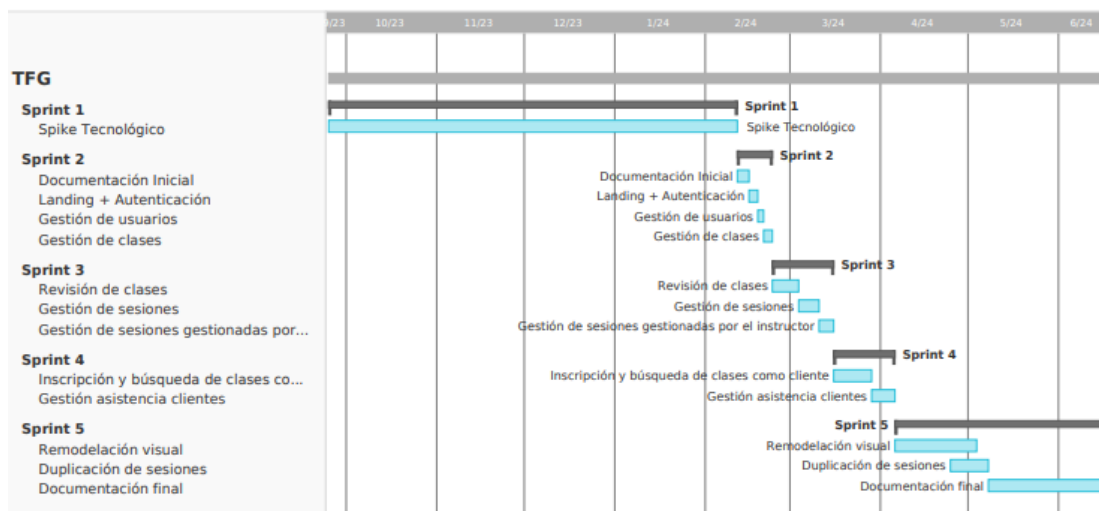 /23 10/23 11/23 12/23 1/24 2/24 3/24 4/24 5/24 6/24
TFG
Sprint 1 Sprint 1
Spike Tecnológico Spike Tecnológico
Sprint 2 Sprint 2
Documentación Inicial Documentación Inicial
Landing + Autenticación Landing + Autenticación
Gestión de usuarios Gestión de usuarios
Gestión de clases Gestión de clases
Sprint 3 Sprint 3
Revisión de clases Revisión de clases
Gestión de sesiones Gestión de sesiones
Gestión de sesiones gestionadas por... Gestión de sesiones gestionadas por el instructor
Sprint 4 Sprint 4
Inscripción y búsqueda de clases co... Inscripción y búsqueda de clases como cliente
Gestión asistencia clientes Gestión asistencia clientes
Sprint 5 Sprint 5
Remodelación visual Remodelación visual
Duplicación de sesiones Duplicación de sesiones
Documentación final Documentación final